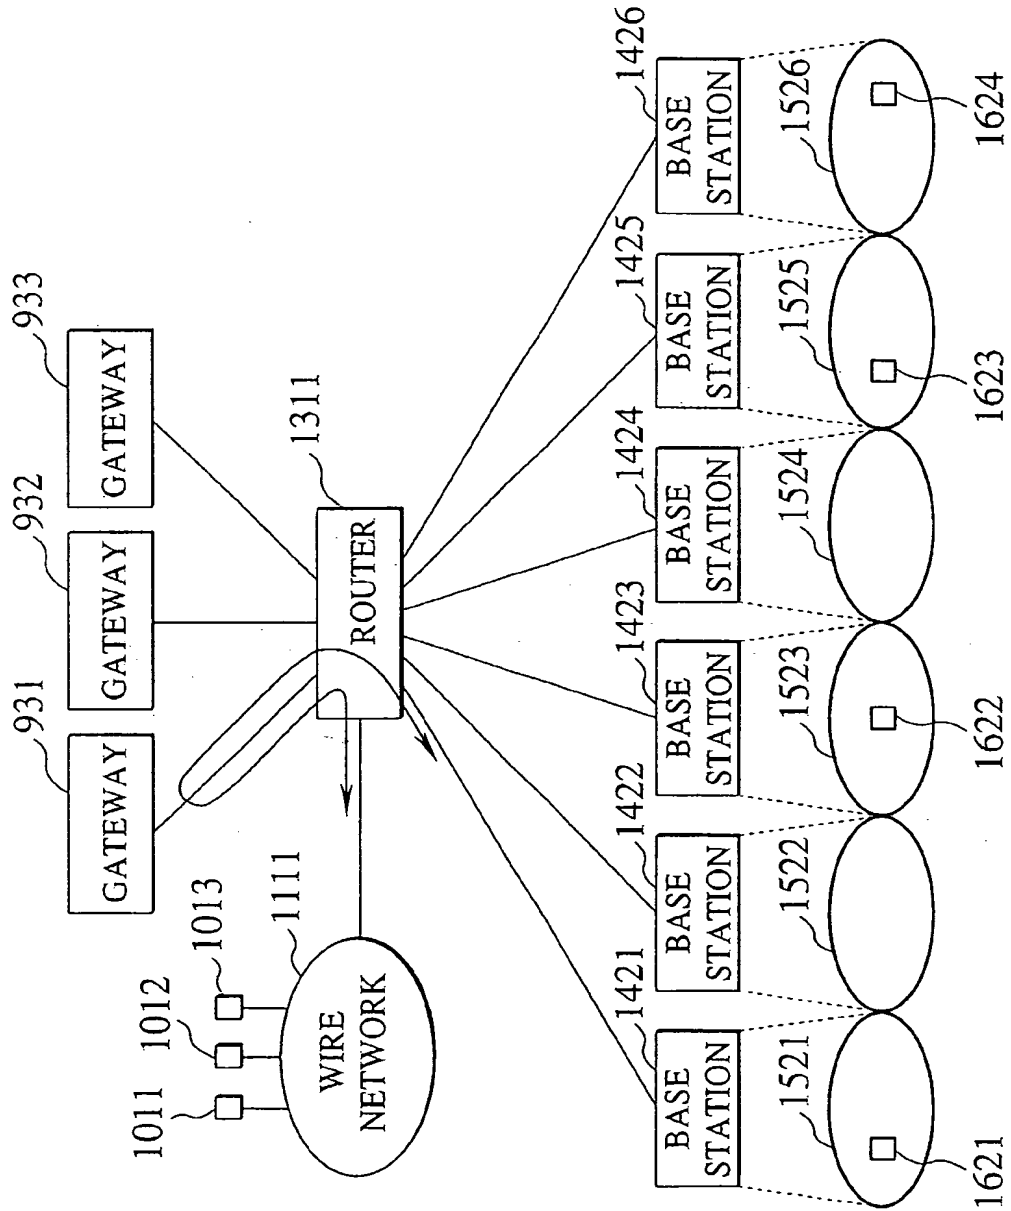 931
GATEWAY
932
GATEWAY
933
GATEWAY
1011
1012
1013
1111
WIRE
NETWORK
1311
ROUTER
1421
BASE
STATION
1422
BASE
STATION
1423
BASE
STATION
1424
BASE
STATION
1425
BASE
STATION
1426
BASE
STATION
1521
1522
1523
1524
1525
1526
1621
1622
1623
1624